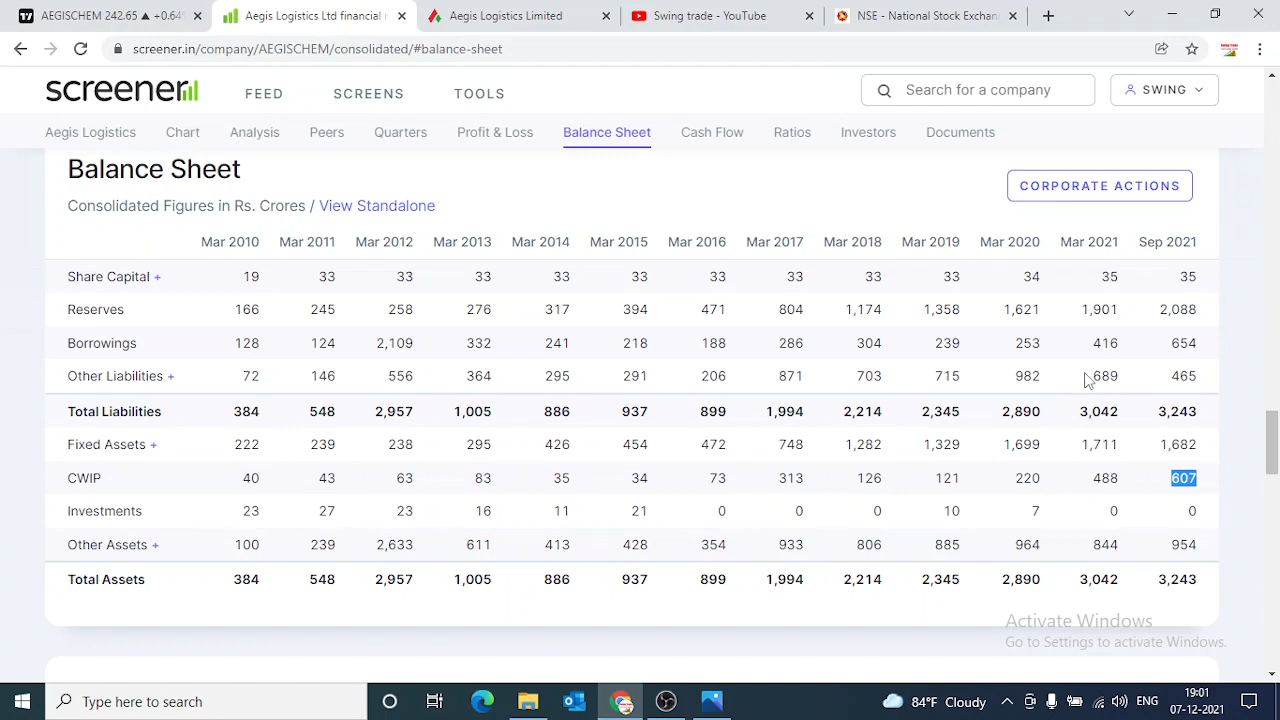 AEGISCHEM 242.65 ▲ +0.64%
Aegis Logistics Ltd financial r
Aegis Logistics Limited
Swing trade - YouTube
NSE - National Stock Exchan
screener.in/company/AEGISCHEM/consolidated/#balance-sheet
screener
FEED SCREENS TOOLS
Search for a company
SWING
Aegis Logistics Chart Analysis Peers Quarters Profit & Loss Balance Sheet Cash Flow Ratios Investors Documents
Balance Sheet
CORPORATE ACTIONS
Consolidated Figures in Rs. Crores / View Standalone
Mar 2010 Mar 2011 Mar 2012 Mar 2013 Mar 2014 Mar 2015 Mar 2016 Mar 2017 Mar 2018 Mar 2019 Mar 2020 Mar 2021 Sep 2021
Share Capital + 19 33 33 33 33 33 33 33 33 33 34 35 35
Reserves 166 245 258 276 317 394 471 804 1,174 1,358 1,621 1,901 2,088
Borrowings 128 124 2,109 332 241 218 188 286 304 239 253 416 654
Other Liabilities + 72 146 556 364 295 291 206 871 703 715 982 689 465
Total Liabilities 384 548 2,957 1,005 886 937 899 1,994 2,214 2,345 2,890 3,042 3,243
Fixed Assets + 222 239 238 295 426 454 472 748 1,282 1,329 1,699 1,711 1,682
CWIP 40 43 63 83 35 34 73 313 126 121 220 488 607
Investments 23 27 23 16 11 21 0 0 0 10 7 0 0
Other Assets + 100 239 2,633 611 413 428 354 933 806 885 964 844 954
Total Assets 384 548 2,957 1,005 886 937 899 1,994 2,214 2,345 2,890 3,042 3,243
Activate Windows
Go to Settings to activate Windows.
Type here to search
84°F Cloudy
ENG
19:01
07-12-2021